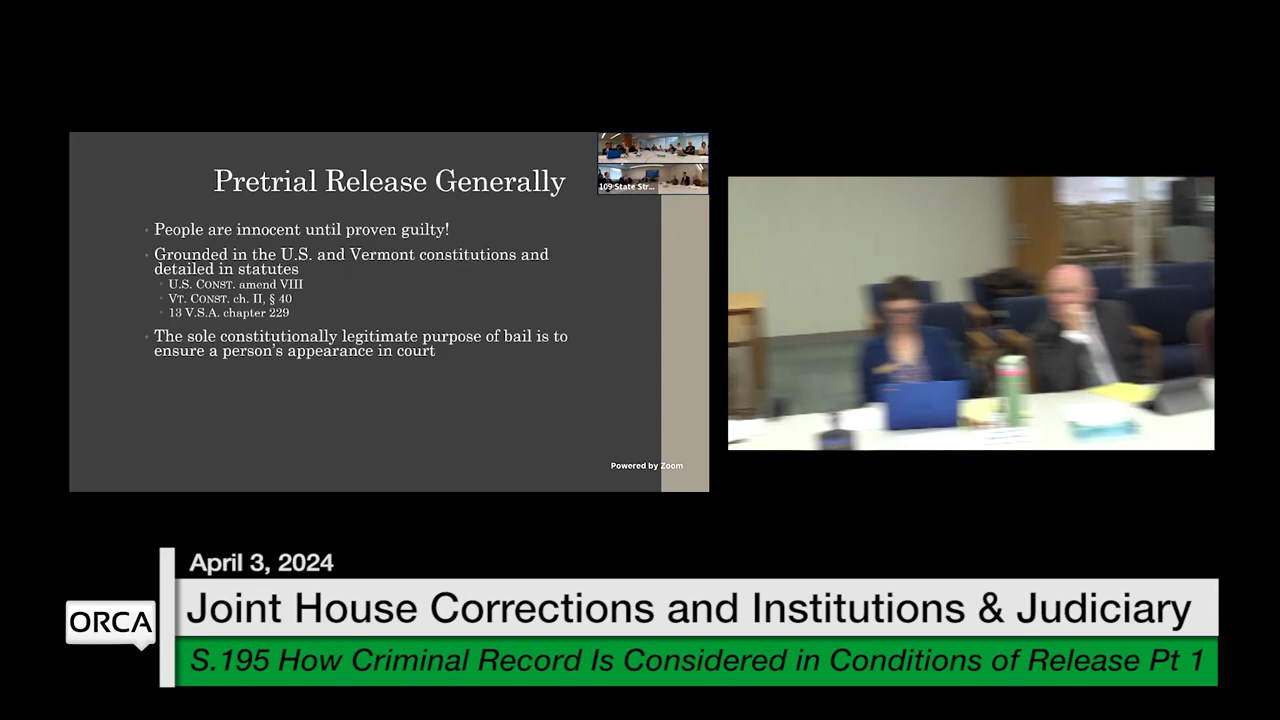 Pretrial Release Generally
People are innocent until proven guilty!
Grounded in the U.S. and Vermont constitutions and
detailed in statutes
U.S. CONST. amend VIII
VT. CONST. ch. II, § 40
13 V.S.A. chapter 229
The sole constitutionally legitimate purpose of bail is to
ensure a person's appearance in court
109 State Str...
Powered by Zoom
April 3, 2024
ORCA
Joint House Corrections and Institutions & Judiciary
S.195 How Criminal Record Is Considered in Conditions of Release Pt 1